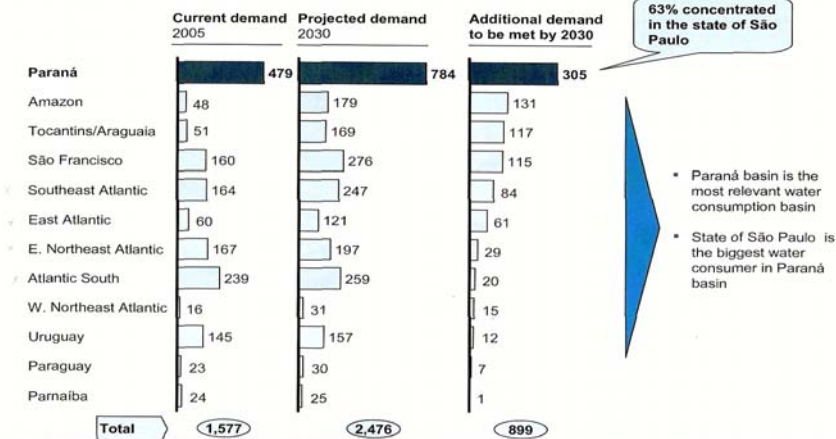 Current demand 2005
Projected demand 2030
Additional demand to be met by 2030
63% concentrated in the state of São Paulo
Paraná 479 784 305
Amazon 48 179 131
Tocantins/Araguaia 51 169 117
São Francisco 160 276 115
Southeast Atlantic 164 247 84
East Atlantic 60 121 61
E. Northeast Atlantic 167 197 29
Atlantic South 239 259 20
W. Northeast Atlantic 16 31 15
Uruguay 145 157 12
Paraguay 23 30 7
Parnaíba 24 25 1
Total 1,577 2,476 899
▪ Paraná basin is the
most relevant water
consumption basin
▪ State of São Paulo is
the biggest water
consumer in Paraná
basin